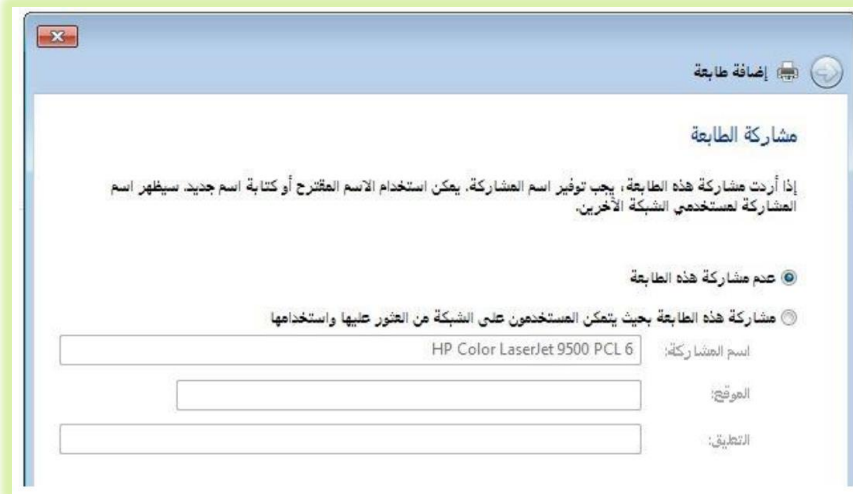 إضافة طابعة
مشاركة الطابعة
إذا أردت مشاركة هذه الطابعة، يجب توفير اسم المشاركة. يمكن استخدام الاسم المقترح أو كتابة اسم جديد. سيظهر اسم
المشاركة لمستخدمي الشبكة الآخرين.
عدم مشاركة هذه الطابعة
مشاركة هذه الطابعة بحيث يتمكن المستخدمون على الشبكة من العثور عليها واستخدامها
اسم المشاركة: HP Color LaserJet 9500 PCL 6
الموقع:
التعليق: